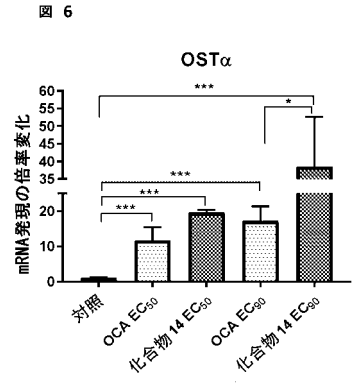 図 6
OSTα
mRNA発現の倍率変化
60
55
50
45
40
35
20
10
0
***
*
***
***
***
対照
OCA EC50
化合物 14 EC50
OCA EC90
化合物 14 EC90